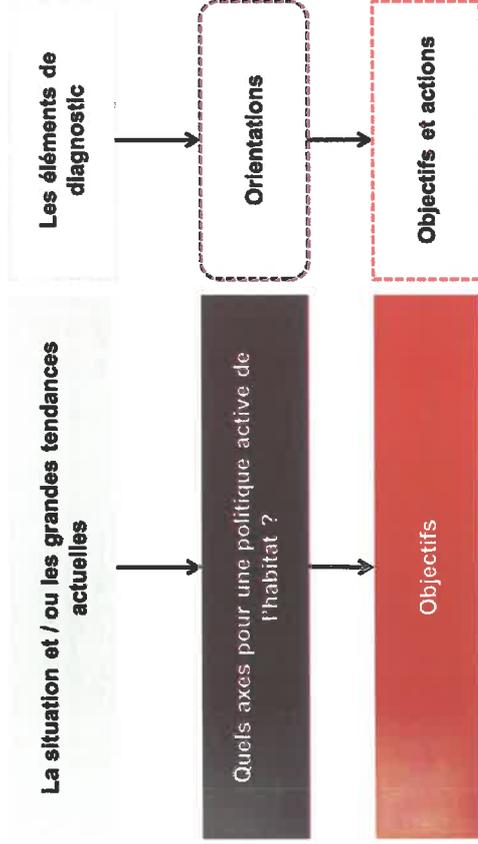 La situation et / ou les grandes tendances
actuelles
Les éléments de
diagnostic
Quels axes pour une politique active de
l'habitat ?
Orientations
Objectifs
Objectifs et actions